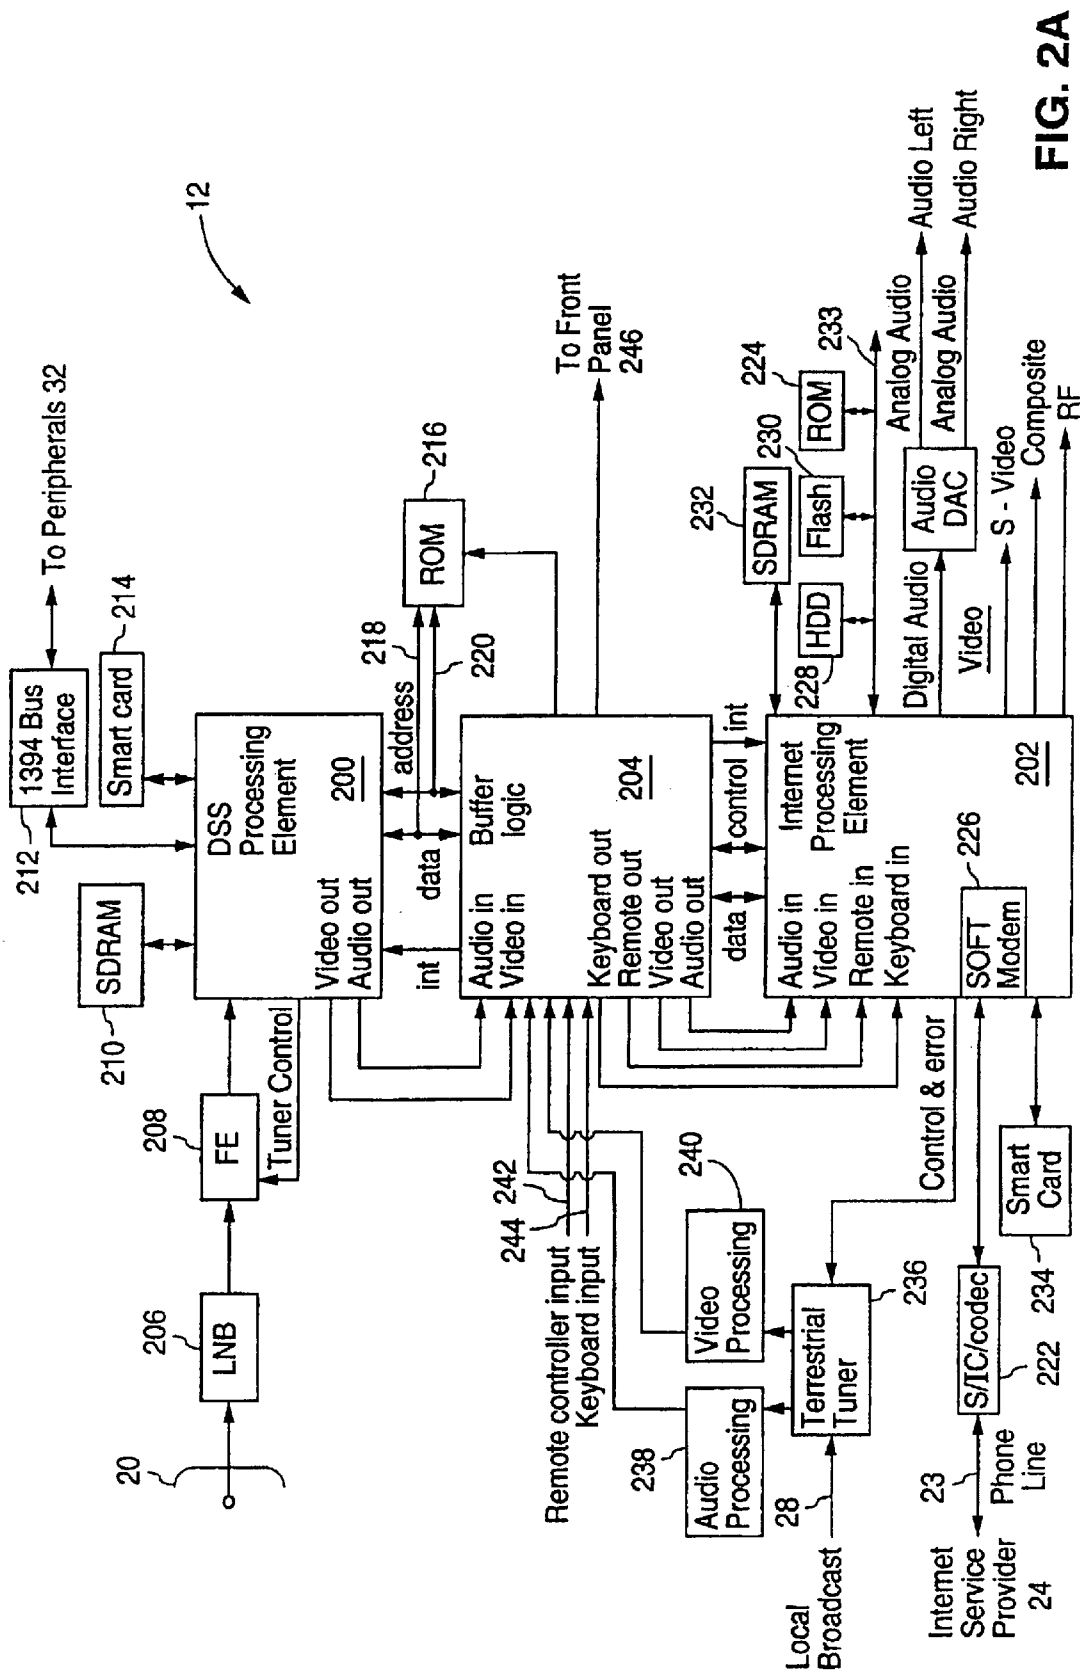 12
212
1394 Bus
Interface
To Peripherals 32
Smart card
214
SDRAM
210
20
206
LNB
208
FE
Tuner Control
DSS
Processing
Element
200
Video out
Audio out
int
data
address
218
220
ROM
216
Audio in
Video in
Buffer
logic
204
Keyboard out
Remote out
Video out
Audio out
To Front
Panel
246
242
244
Remote controller input
Keyboard input
data
control
int
Audio in
Video in
Remote in
Keyboard in
Internet
Processing
Element
202
226
SOFT
Modem
232
SDRAM
228
HDD
230
Flash
224
ROM
233
Digital Audio
Audio
DAC
Analog Audio
Analog Audio
Audio Left
Audio Right
Video
S - Video
Composite
RF
238
Audio
Processing
240
Video
Processing
Terrestrial
Tuner
236
Local
Broadcast
28
Control & error
Internet
Service
Provider
24
23
Phone
Line
S/IC/codec
222
Smart
Card
234
FIG. 2A